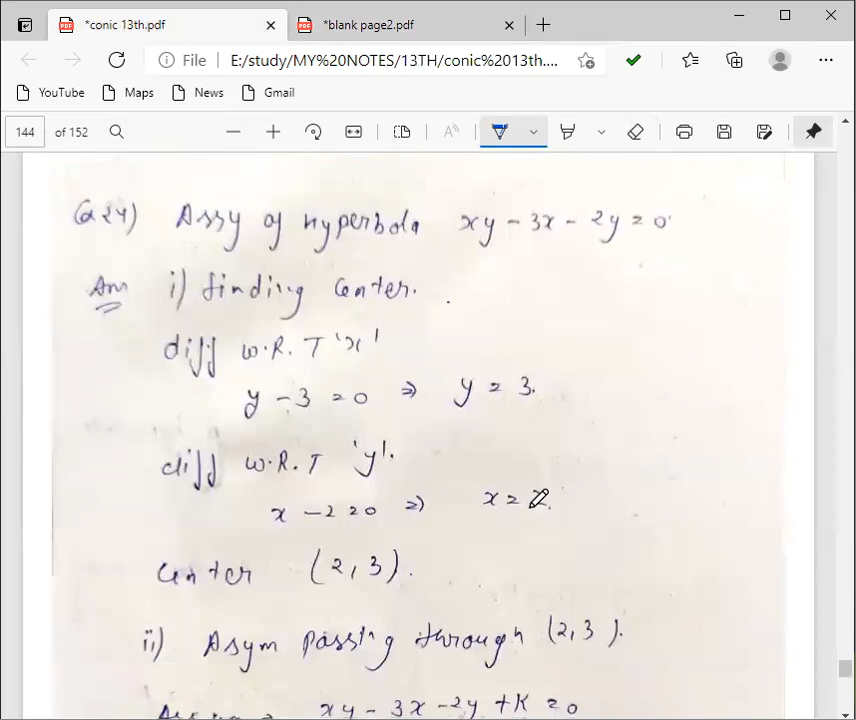 *conic 13th.pdf
*blank page2.pdf
File E:/study/MY%20NOTES/13TH/conic%2013th....
YouTube Maps News Gmail
144 of 152
Q24) Assy of hyperbola xy - 3x - 2y = 0
Ans i) finding center.
diff W.R.T 'x'
y - 3 = 0 ⇒ y = 3.
diff W.R.T 'y'.
x - 2 = 0 ⇒ x = 2.
center (2,3).
ii) Asym passing through (2,3).
xy - 3x - 2y + K = 0